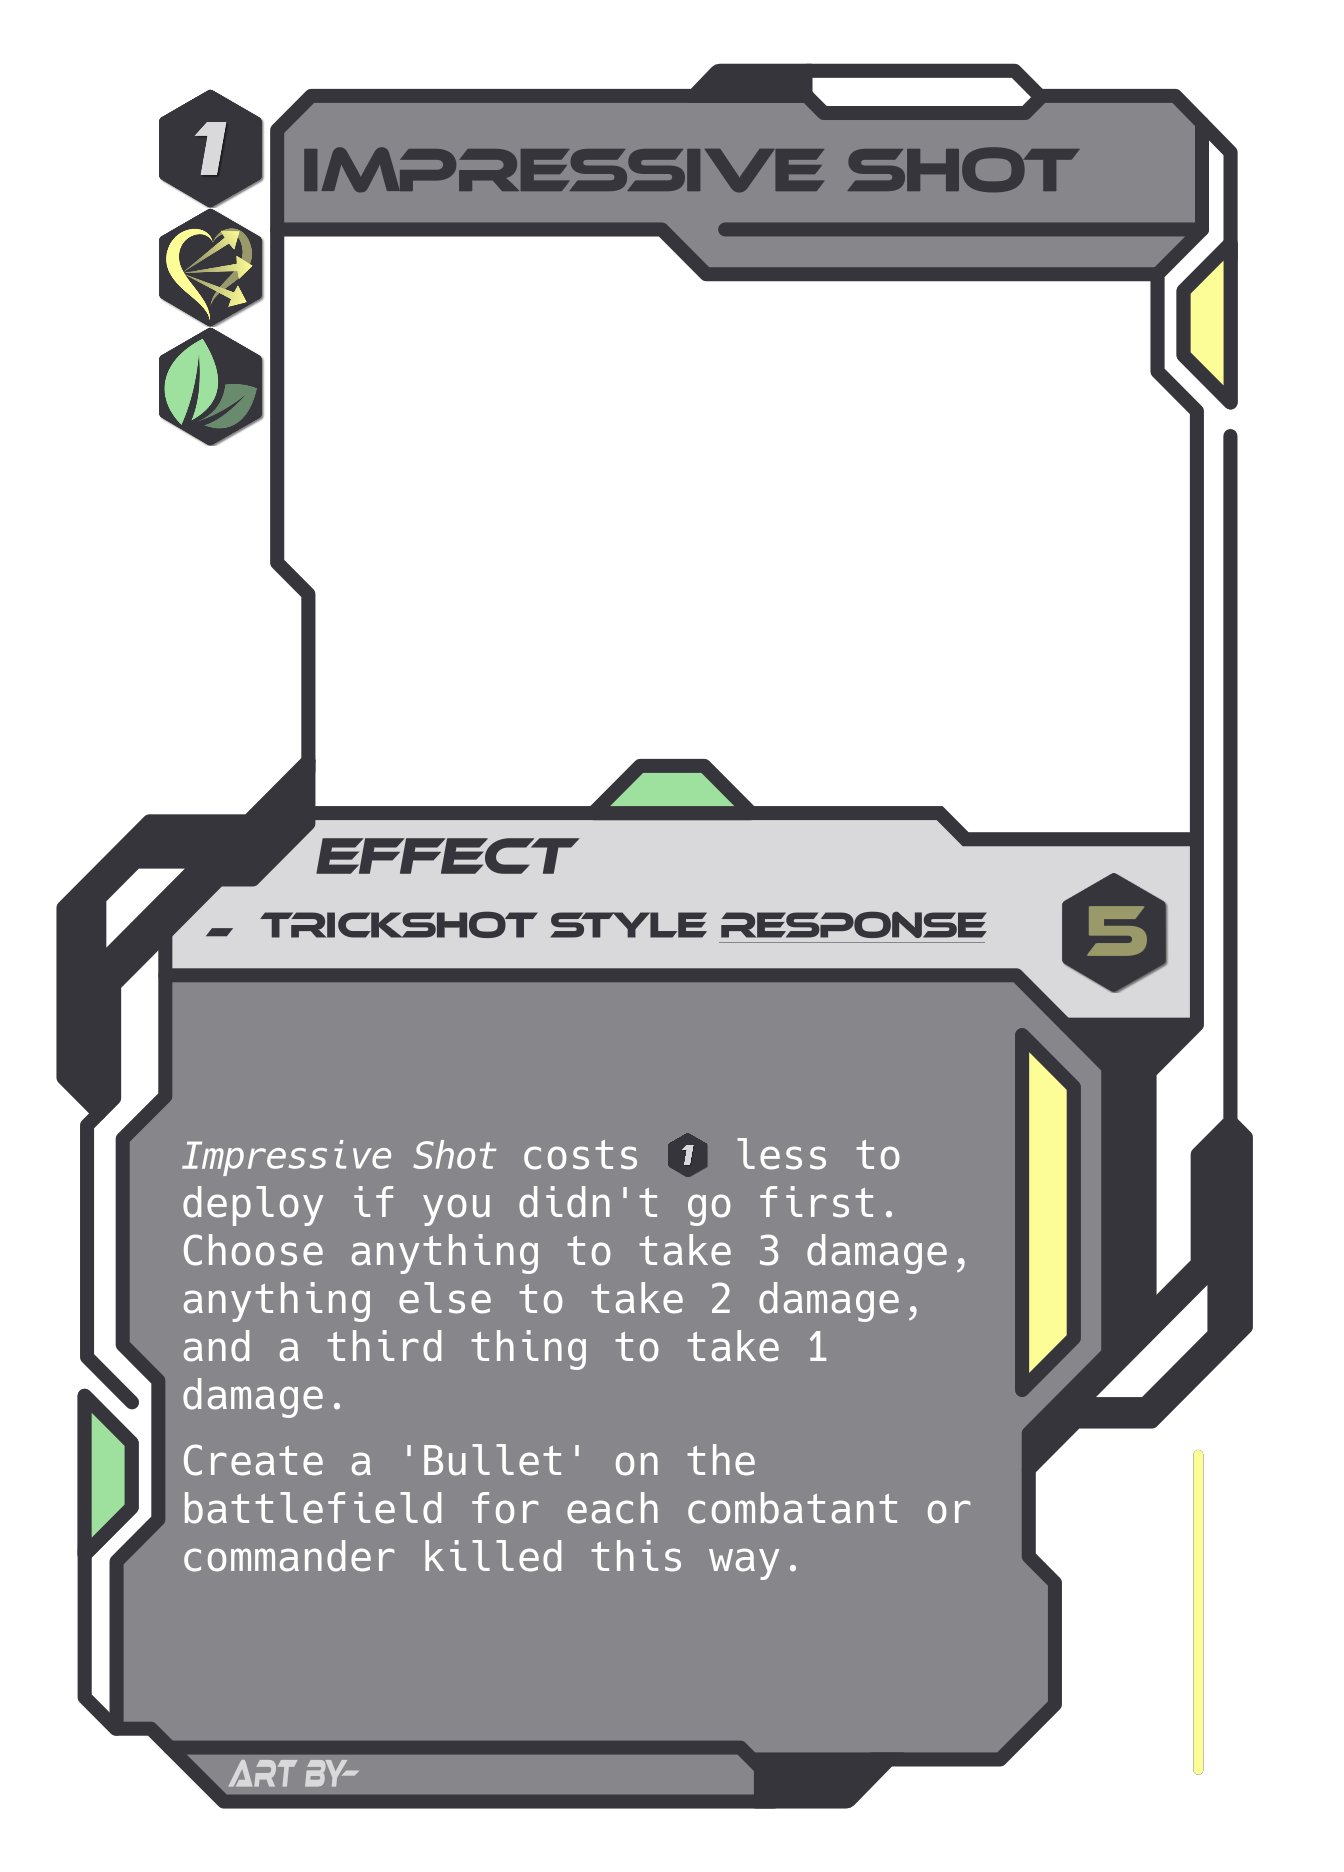 1
IMPRESSIVE SHOT
EFFECT
- TRICKSHOT STYLE RESPONSE
5
Impressive Shot costs 1 less to
deploy if you didn't go first.
Choose anything to take 3 damage,
anything else to take 2 damage,
and a third thing to take 1
damage.
Create a 'Bullet' on the
battlefield for each combatant or
commander killed this way.
ART BY-